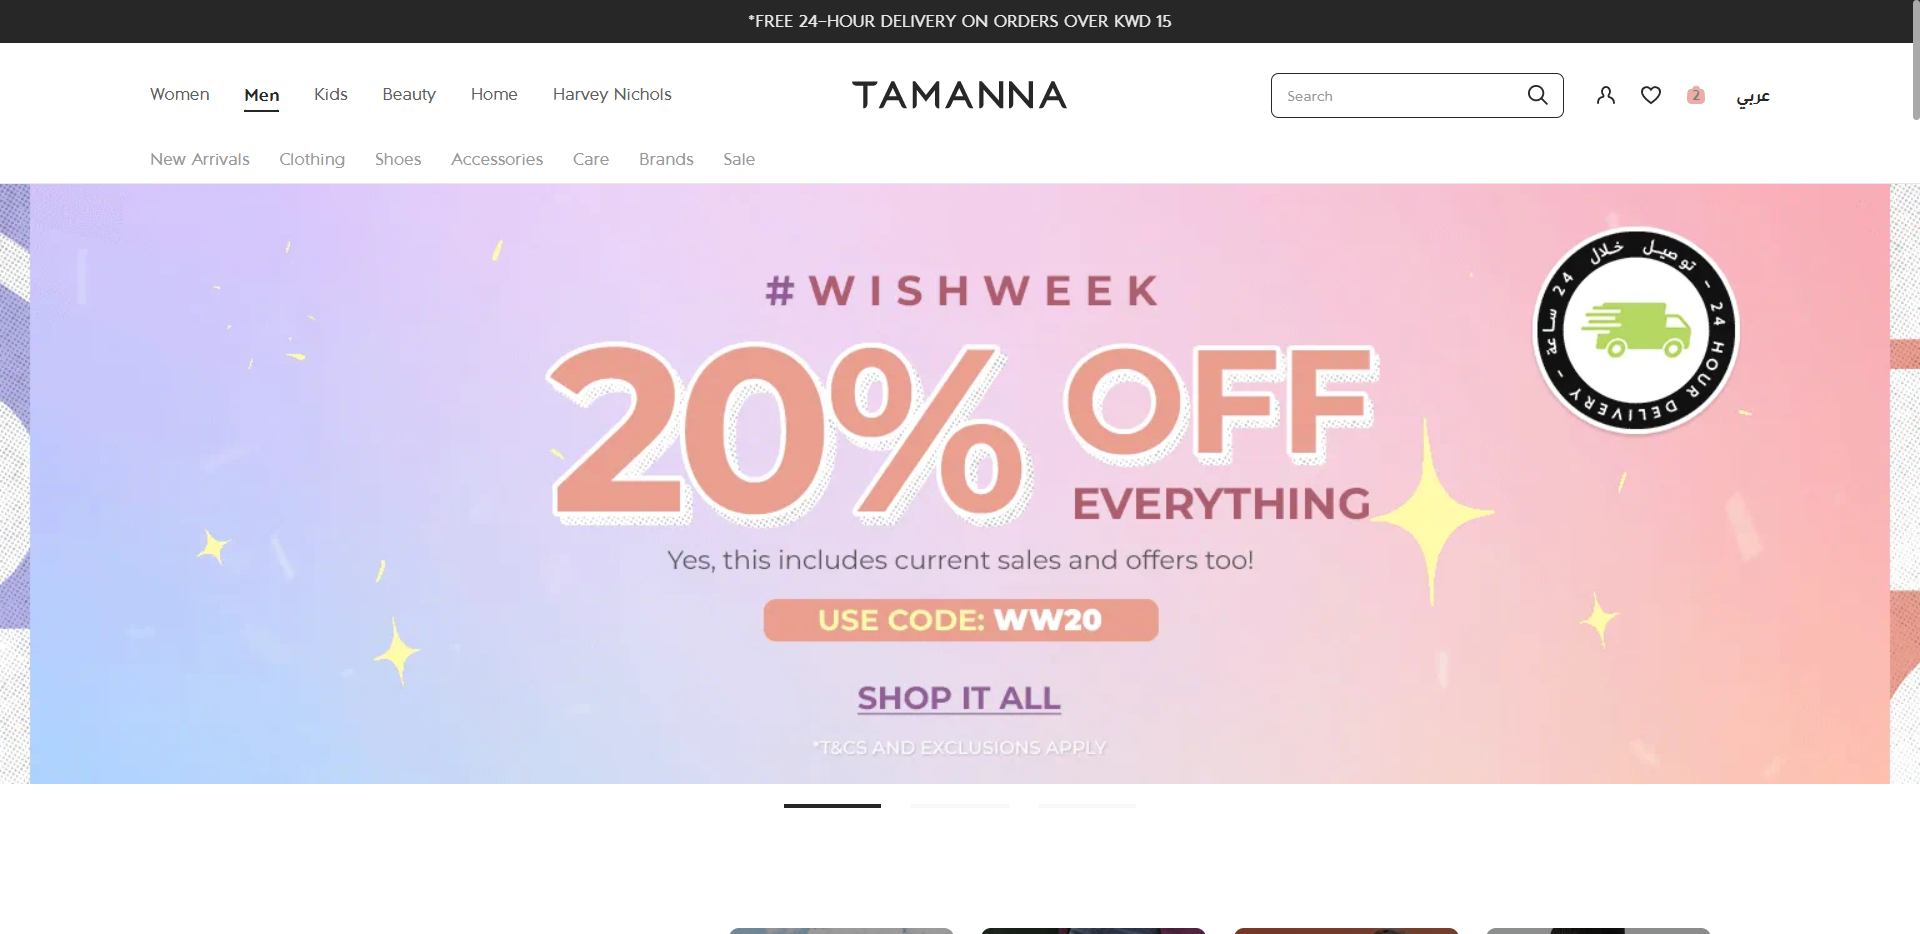 *FREE 24-HOUR DELIVERY ON ORDERS OVER KWD 15
Women Men Kids Beauty Home Harvey Nichols
TAMANNA
Search
2
عربي
New Arrivals Clothing Shoes Accessories Care Brands Sale
#WISHWEEK
20% OFF
EVERYTHING
Yes, this includes current sales and offers too!
USE CODE: WW20
SHOP IT ALL
*T&CS AND EXCLUSIONS APPLY
توصيل خلال 24 ساعة - 24 HOUR DELIVERY -